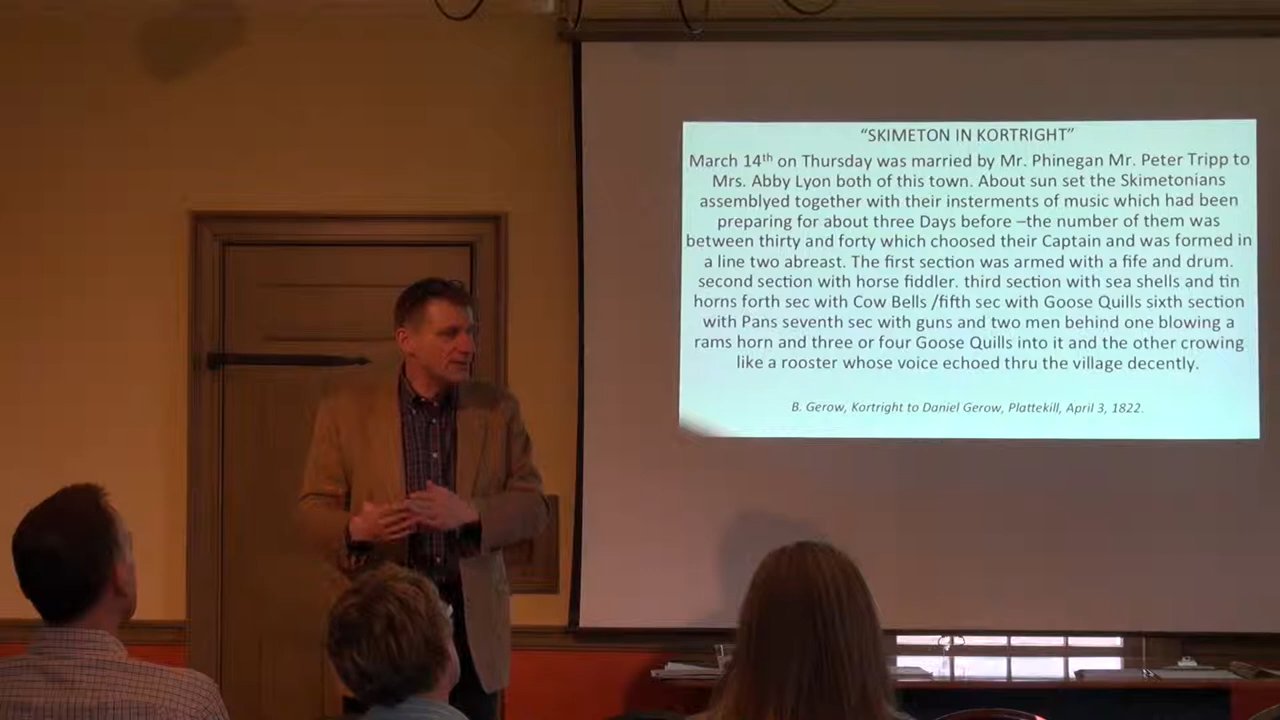 “SKIMETON IN KORTRIGHT”
March 14th on Thursday was married by Mr. Phinegan Mr. Peter Tripp to
Mrs. Abby Lyon both of this town. About sun set the Skimetonians
assemblyed together with their insterments of music which had been
preparing for about three Days before –the number of them was
between thirty and forty which choosed their Captain and was formed in
a line two abreast. The first section was armed with a fife and drum.
second section with horse fiddler. third section with sea shells and tin
horns forth sec with Cow Bells /fifth sec with Goose Quills sixth section
with Pans seventh sec with guns and two men behind one blowing a
rams horn and three or four Goose Quills into it and the other crowing
like a rooster whose voice echoed thru the village decently.
B. Gerow, Kortright to Daniel Gerow, Plattekill, April 3, 1822.